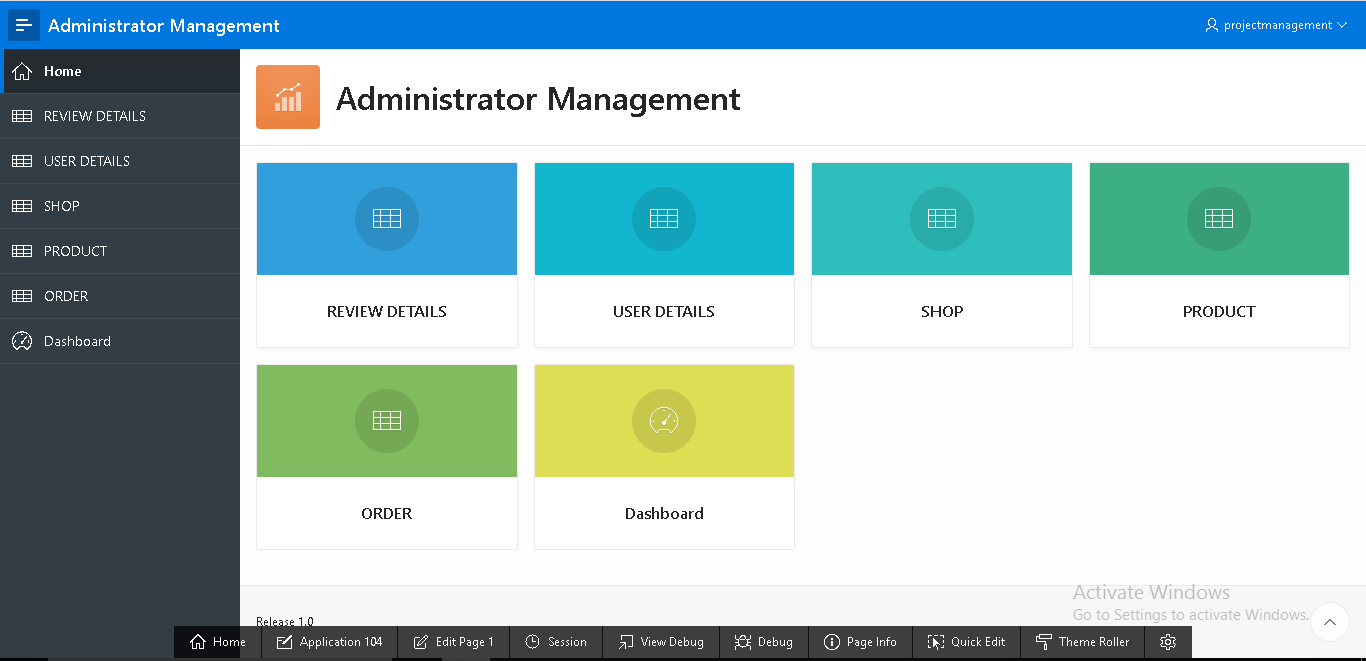 Administrator Management
projectmanagement
Home
REVIEW DETAILS
USER DETAILS
SHOP
PRODUCT
ORDER
Dashboard
Administrator Management
REVIEW DETAILS
USER DETAILS
SHOP
PRODUCT
ORDER
Dashboard
Activate Windows
Go to Settings to activate Windows.
Release 1.0
Home
Application 104
Edit Page 1
Session
View Debug
Debug
Page Info
Quick Edit
Theme Roller